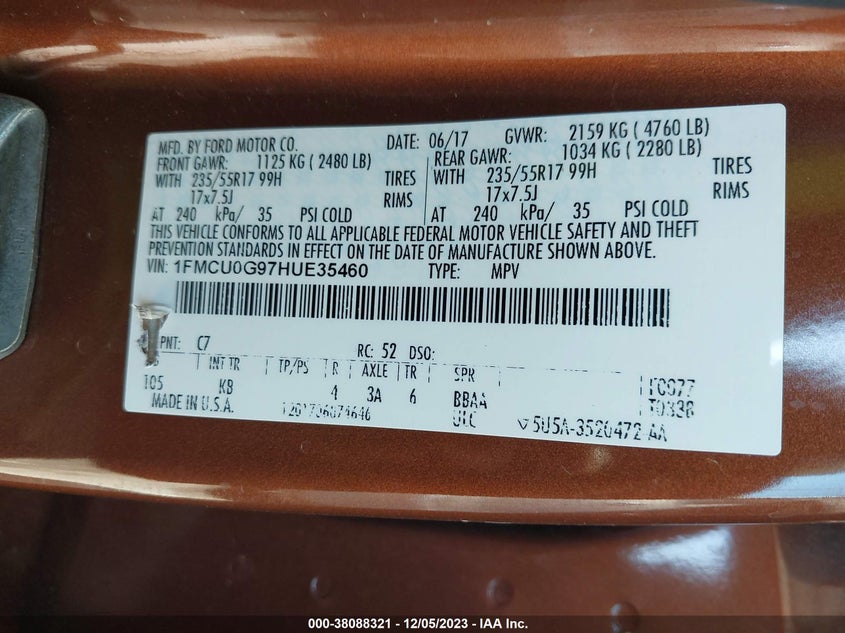 MFD. BY FORD MOTOR CO. DATE: 06/17 GVWR: 2159 KG ( 4760 LB)
FRONT GAWR: 1125 KG ( 2480 LB) REAR GAWR: 1034 KG ( 2280 LB)
WITH 235/55R17 99H TIRES WITH 235/55R17 99H TIRES
17x7.5J RIMS 17x7.5J RIMS
AT 240 kPa/ 35 PSI COLD AT 240 kPa/ 35 PSI COLD
THIS VEHICLE CONFORMS TO ALL APPLICABLE FEDERAL MOTOR VEHICLE SAFETY AND THEFT
PREVENTION STANDARDS IN EFFECT ON THE DATE OF MANUFACTURE SHOWN ABOVE.
VIN: 1FMCU0G97HUE35460 TYPE: MPV
PNT: C7 RC: 52 DSO:
INT TR TP/PS R AXLE TR SPR
105 KB 4 3A 6 BBAA
MADE IN U.S.A. ULC 5U5A-3520472 AA
000-38088321 - 12/05/2023 - IAA Inc.